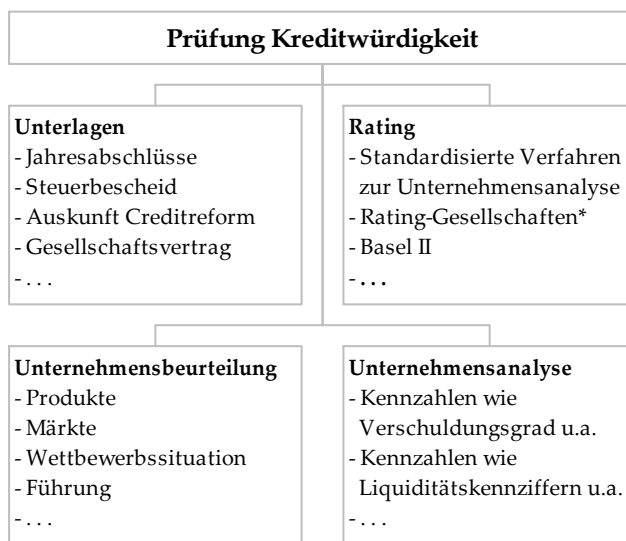 Prüfung Kreditwürdigkeit
Unterlagen
- Jahresabschlüsse
- Steuerbescheid
- Auskunft Creditreform
- Gesellschaftsvertrag
- . . .
Rating
- Standardisierte Verfahren
zur Unternehmensanalyse
- Rating-Gesellschaften*
- Basel II
- . . .
Unternehmensbeurteilung
- Produkte
- Märkte
- Wettbewerbssituation
- Führung
- . . .
Unternehmensanalyse
- Kennzahlen wie
Verschuldungsgrad u.a.
- Kennzahlen wie
Liquiditätskennziffern u.a.
- . . .